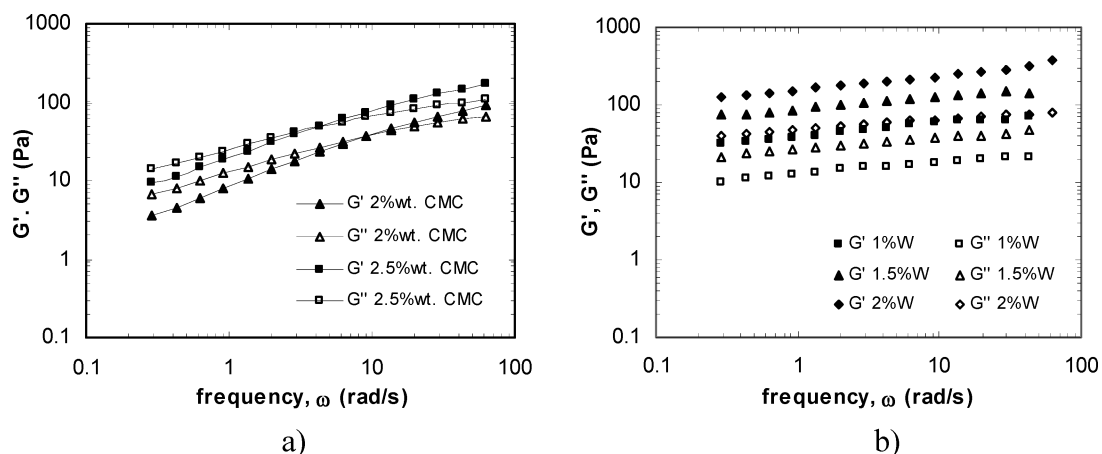 1000
100
10
1
0.1
G'. G'' (Pa)
G' 2%wt. CMC
G'' 2%wt. CMC
G' 2.5%wt. CMC
G'' 2.5%wt. CMC
0.1 1 10 100
frequency, ω (rad/s)
a)
1000
100
10
1
0.1
G', G'' (Pa)
G' 1%W G'' 1%W
G' 1.5%W G'' 1.5%W
G' 2%W G'' 2%W
0.1 1 10 100
frequency, ω (rad/s)
b)